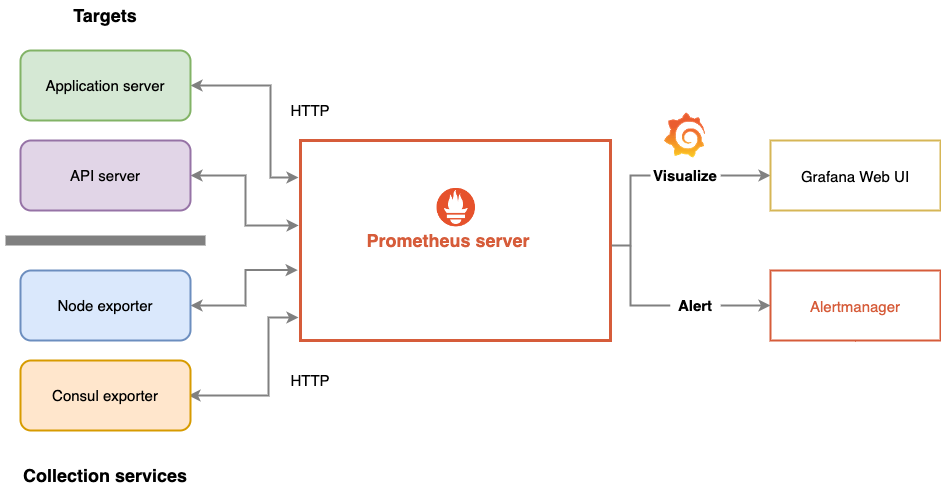 Targets
Application server
HTTP
API server
Visualize
Grafana Web UI
Prometheus server
Node exporter
Alert
Alertmanager
HTTP
Consul exporter
Collection services